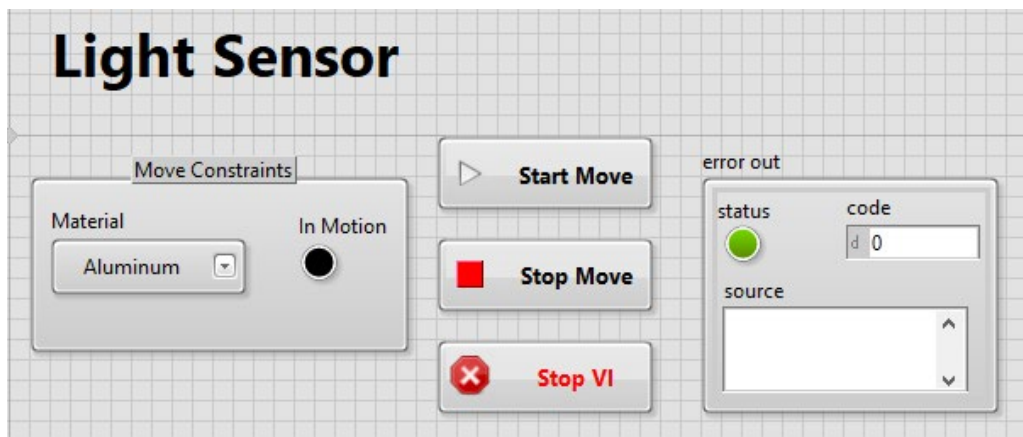 Light Sensor
Move Constraints
Material
In Motion
Aluminum
Start Move
Stop Move
Stop VI
error out
status
code
d 0
source